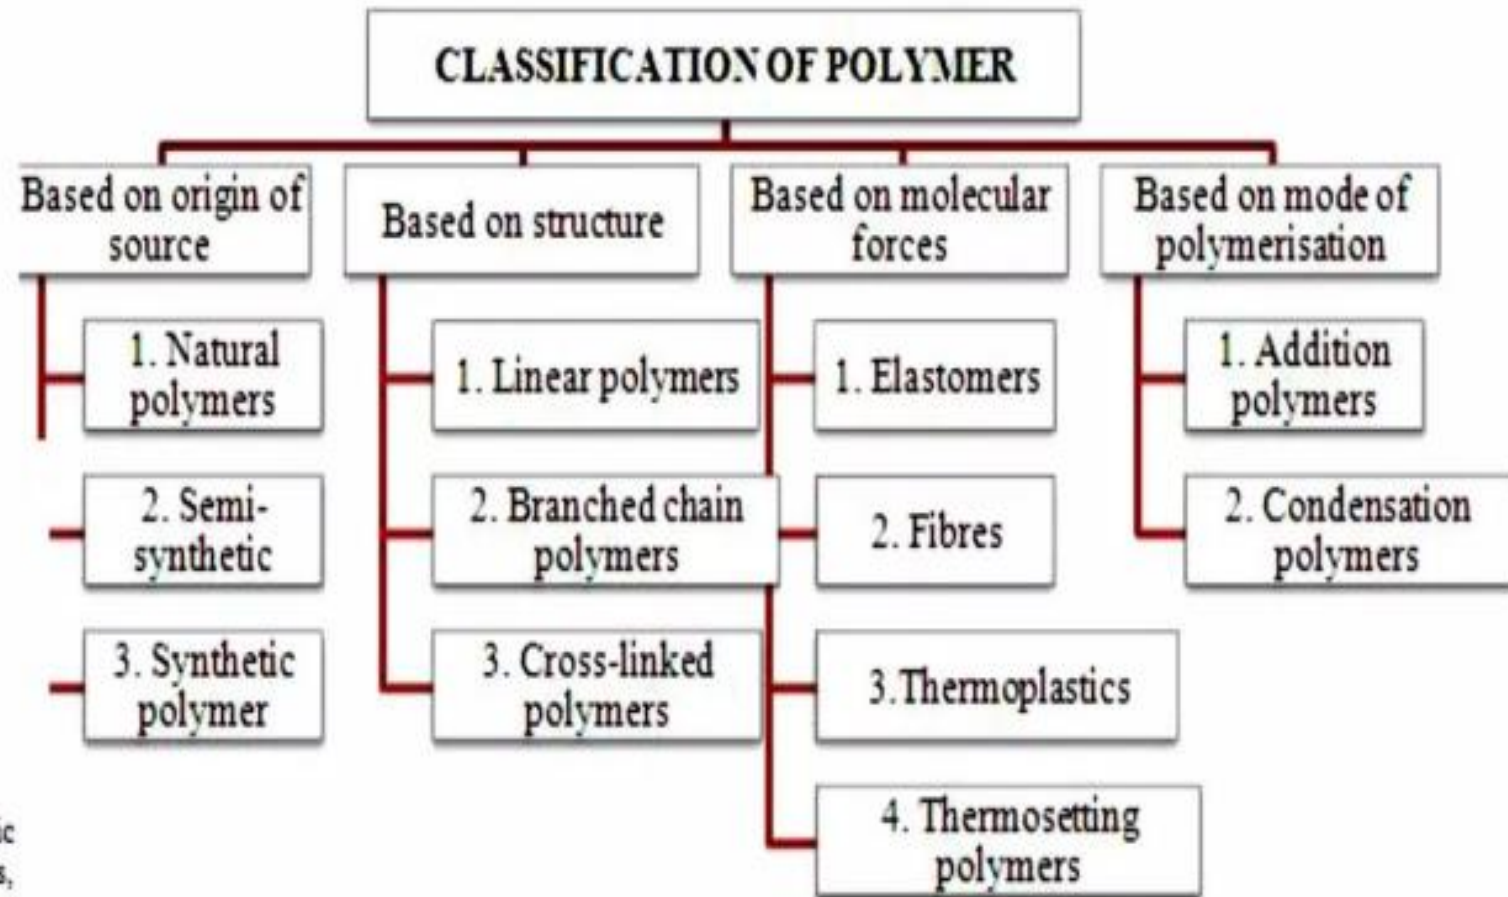 CLASSIFICATION OF POLYMER
Based on origin of
source
1. Natural
polymers
2. Semi-
synthetic
3. Synthetic
polymer
Based on structure
1. Linear polymers
2. Branched chain
polymers
3. Cross-linked
polymers
Based on molecular
forces
1. Elastomers
2. Fibres
3.Thermoplastics
4. Thermosetting
polymers
Based on mode of
polymerisation
1. Addition
polymers
2. Condensation
polymers